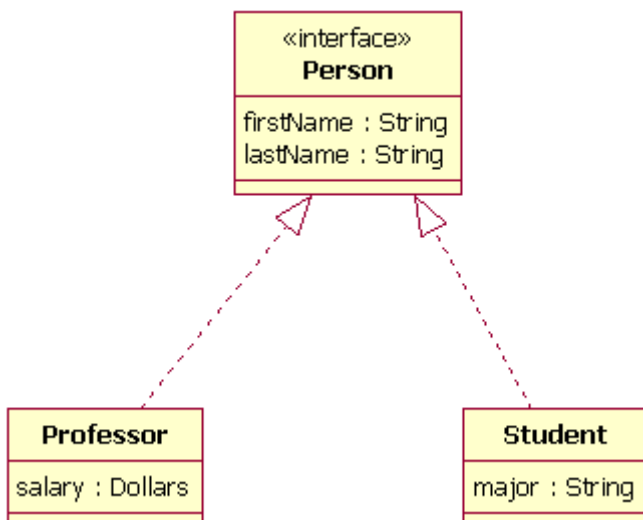 «interface»
Person
firstName : String
lastName : String
Professor
salary : Dollars
Student
major : String